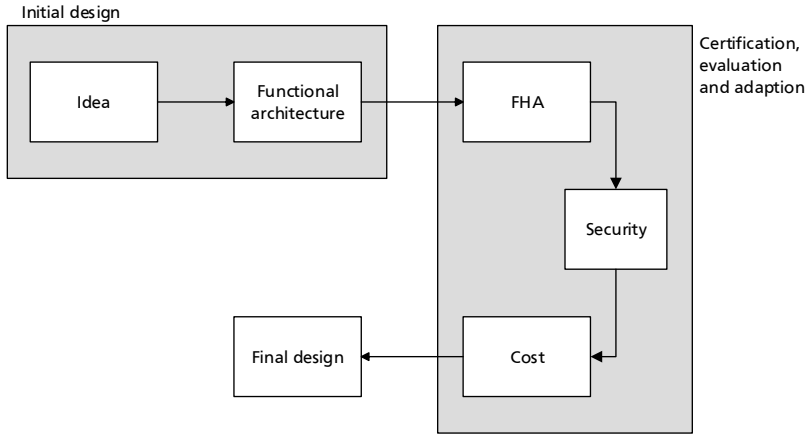 Initial design
Idea
Functional
architecture
FHA
Certification,
evaluation
and adaption
Security
Final design
Cost